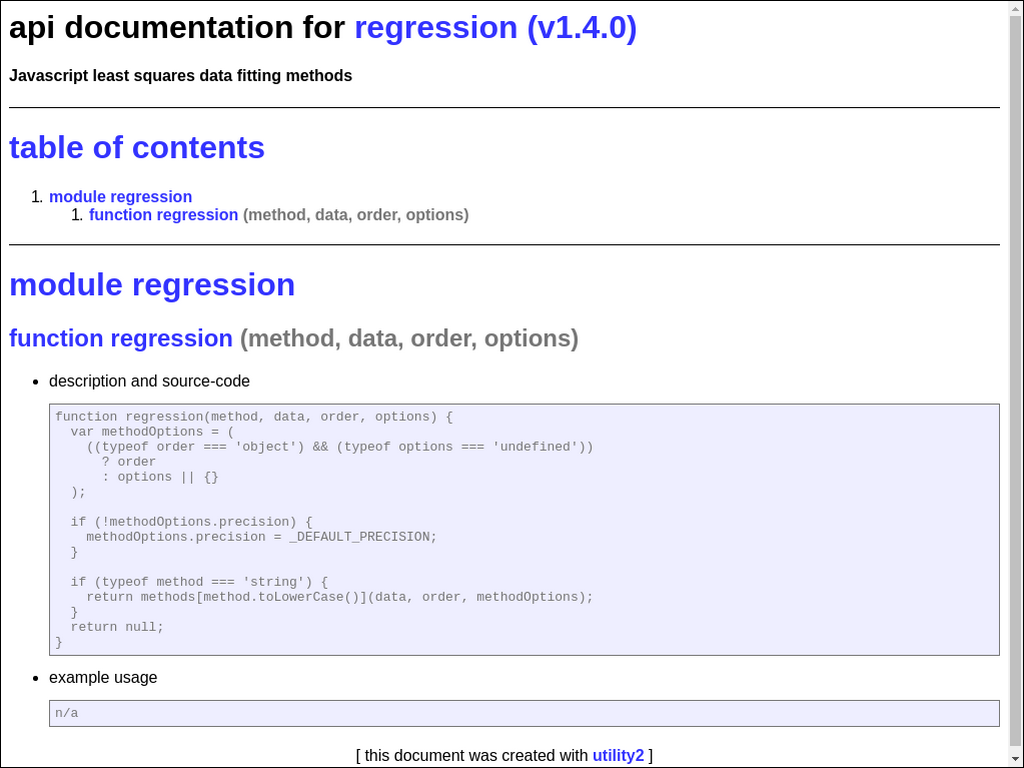 api documentation for regression (v1.4.0)
Javascript least squares data fitting methods
table of contents
1. module regression
1. function regression (method, data, order, options)
module regression
function regression (method, data, order, options)
• description and source-code
function regression(method, data, order, options) {
  var methodOptions = (
    ((typeof order === 'object') && (typeof options === 'undefined'))
      ? order
      : options || {}
  );

  if (!methodOptions.precision) {
    methodOptions.precision = _DEFAULT_PRECISION;
  }

  if (typeof method === 'string') {
    return methods[method.toLowerCase()](data, order, methodOptions);
  }
  return null;
}
• example usage
n/a
[ this document was created with utility2 ]